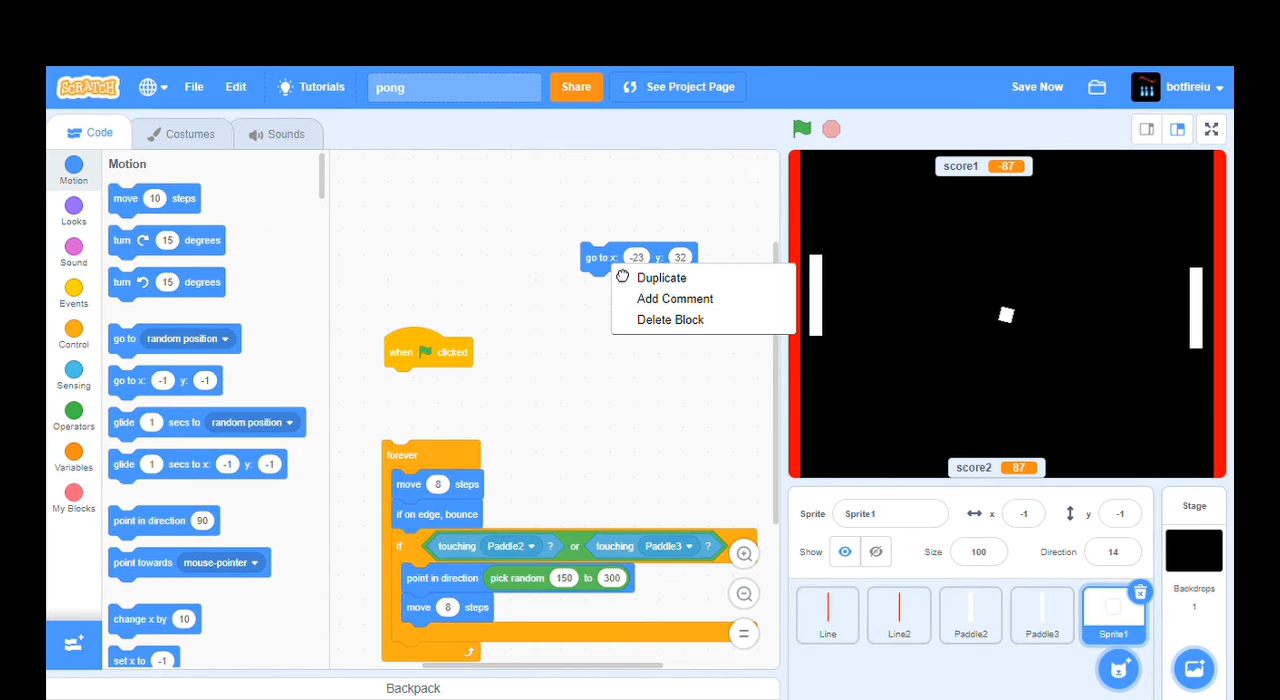 SCRATCH File Edit Tutorials pong Share See Project Page Save Now botfireiu
Code Costumes Sounds
Motion
Looks
Sound
Events
Control
Sensing
Operators
Variables
My Blocks
Motion
move 10 steps
turn 15 degrees
turn 15 degrees
go to random position
go to x: -1 y: -1
glide 1 secs to random position
glide 1 secs to x: -1 y: -1
point in direction 90
point towards mouse-pointer
change x by 10
set x to -1
go to x: -23 y: 32
Duplicate
Add Comment
Delete Block
when clicked
forever
move 8 steps
if on edge, bounce
if touching Paddle2 ? or touching Paddle3 ?
point in direction pick random 150 to 300
move 8 steps
Backpack
score1 -87
score2 87
Sprite Sprite1 x -1 y -1
Show Size 100 Direction 14
Line Line2 Paddle2 Paddle3 Sprite1
Stage
Backdrops
1